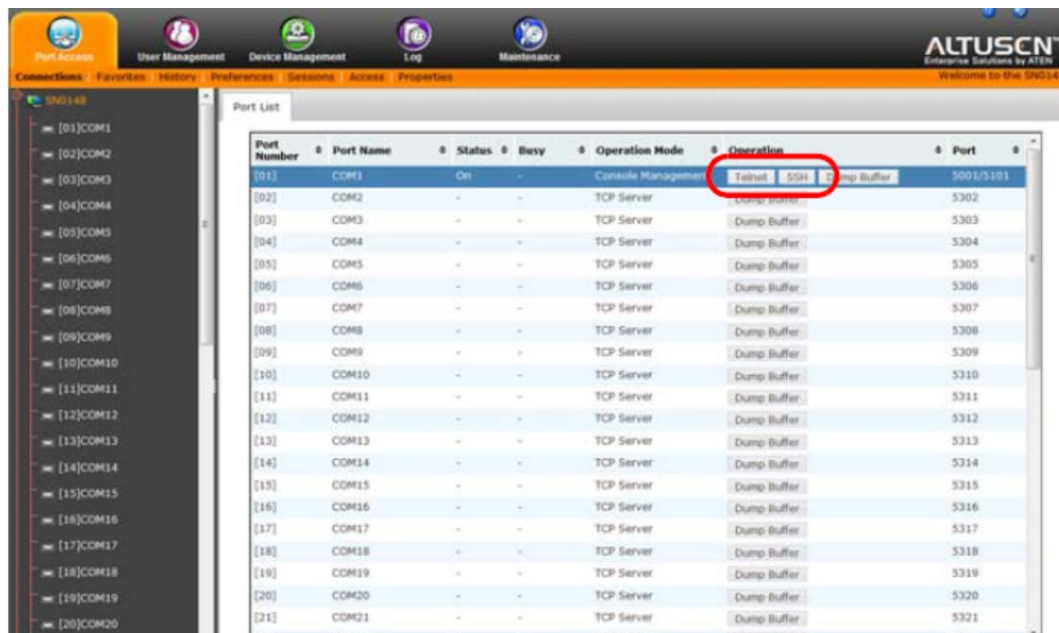 Port Access
User Management
Device Management
Log
Maintenance
ALTUSCN
Enterprise Solutions by ATEN
Connections Favorites History Preferences Sessions Access Properties
Welcome to the SN014
SN0148
[01]COM1
[02]COM2
[03]COM3
[04]COM4
[05]COM5
[06]COM6
[07]COM7
[08]COM8
[09]COM9
[10]COM10
[11]COM11
[12]COM12
[13]COM13
[14]COM14
[15]COM15
[16]COM16
[17]COM17
[18]COM18
[19]COM19
[20]COM20
Port List
Port Number Port Name Status Busy Operation Mode Operation Port
[01] COM1 On - Console Management Telnet SSH Dump Buffer 5001/5101
[02] COM2 - - TCP Server Dump Buffer 5302
[03] COM3 - - TCP Server Dump Buffer 5303
[04] COM4 - - TCP Server Dump Buffer 5304
[05] COM5 - - TCP Server Dump Buffer 5305
[06] COM6 - - TCP Server Dump Buffer 5306
[07] COM7 - - TCP Server Dump Buffer 5307
[08] COM8 - - TCP Server Dump Buffer 5308
[09] COM9 - - TCP Server Dump Buffer 5309
[10] COM10 - - TCP Server Dump Buffer 5310
[11] COM11 - - TCP Server Dump Buffer 5311
[12] COM12 - - TCP Server Dump Buffer 5312
[13] COM13 - - TCP Server Dump Buffer 5313
[14] COM14 - - TCP Server Dump Buffer 5314
[15] COM15 - - TCP Server Dump Buffer 5315
[16] COM16 - - TCP Server Dump Buffer 5316
[17] COM17 - - TCP Server Dump Buffer 5317
[18] COM18 - - TCP Server Dump Buffer 5318
[19] COM19 - - TCP Server Dump Buffer 5319
[20] COM20 - - TCP Server Dump Buffer 5320
[21] COM21 - - TCP Server Dump Buffer 5321